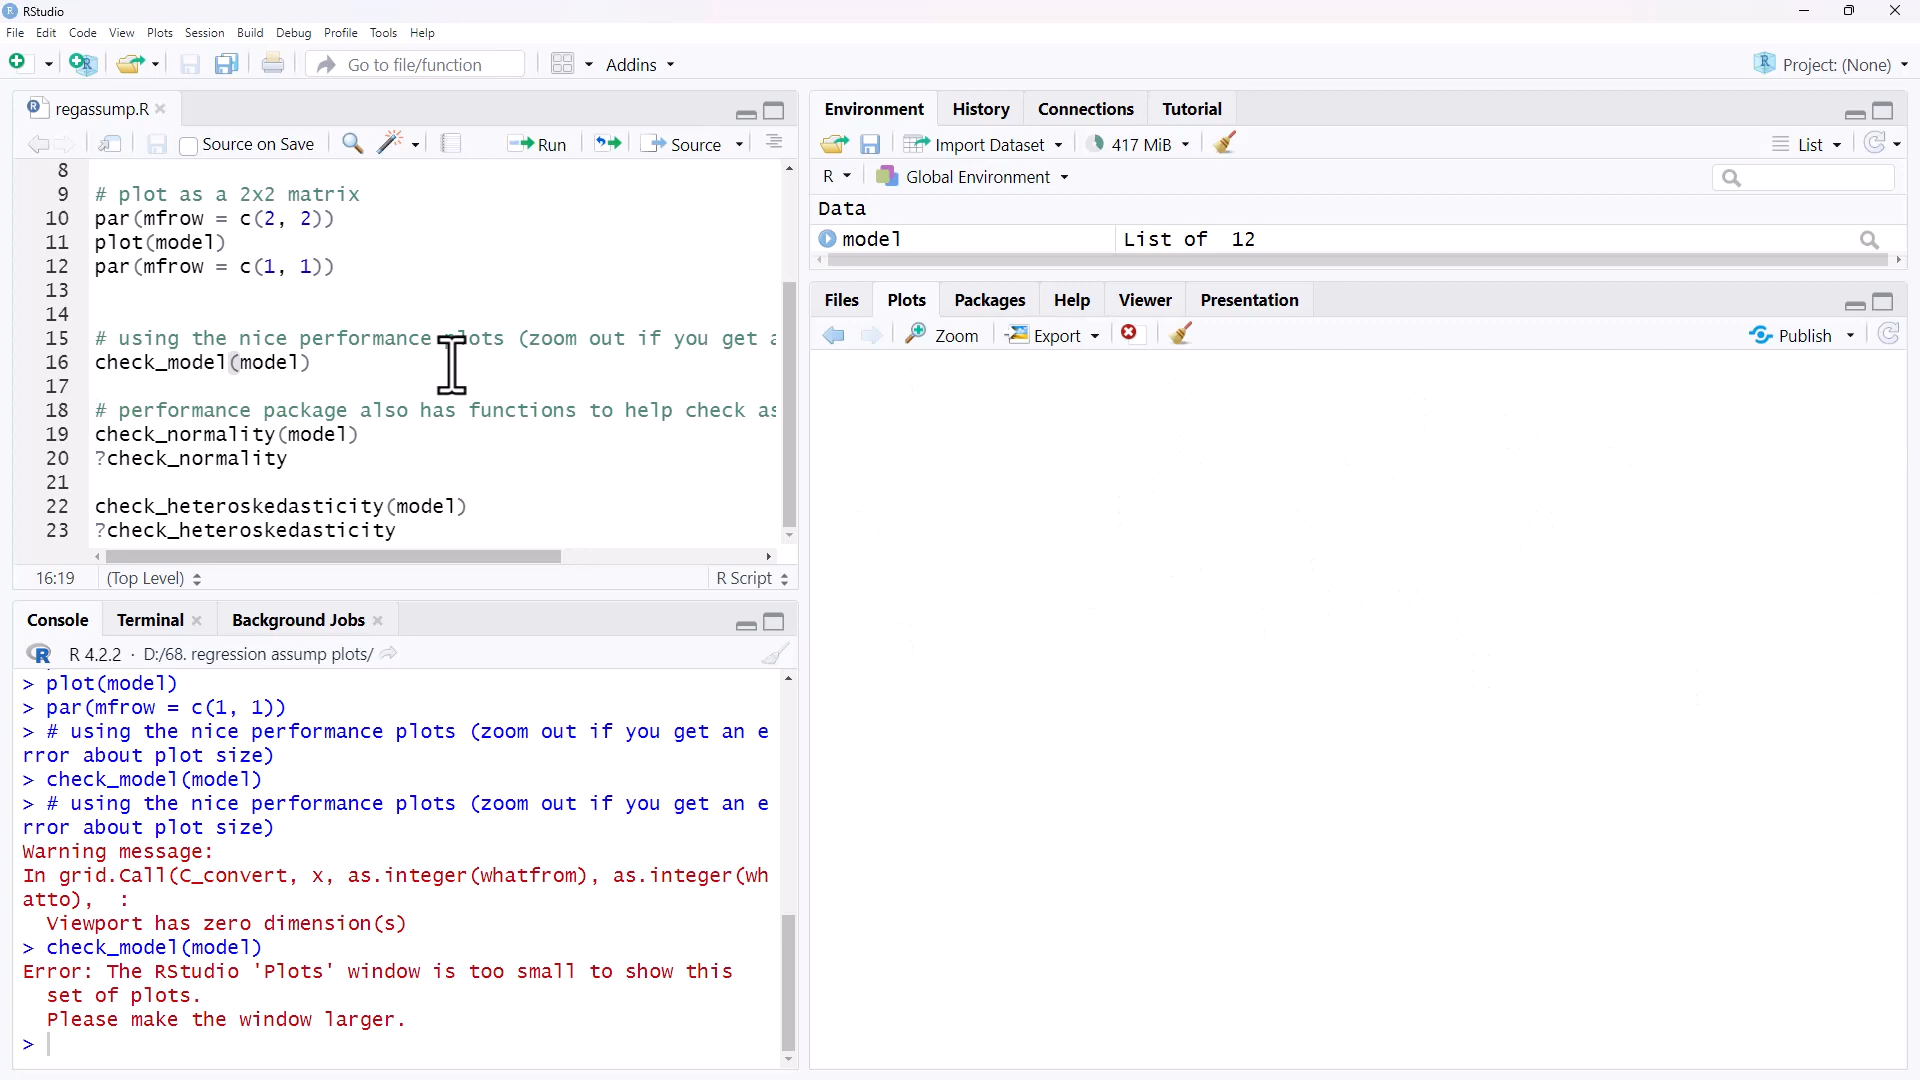 RStudio
File Edit Code View Plots Session Build Debug Profile Tools Help
Go to file/function Addins Project: (None)
regassump.R
Source on Save Run Source
8
9 # plot as a 2x2 matrix
10 par(mfrow = c(2, 2))
11 plot(model)
12 par(mfrow = c(1, 1))
13
14
15 # using the nice performance plots (zoom out if you get a
16 check_model(model)
17
18 # performance package also has functions to help check as
19 check_normality(model)
20 ?check_normality
21
22 check_heteroskedasticity(model)
23 ?check_heteroskedasticity
16:19 (Top Level) R Script
Console Terminal Background Jobs
R 4.2.2 · D:/68. regression assump plots/
> plot(model)
> par(mfrow = c(1, 1))
> # using the nice performance plots (zoom out if you get an e
rror about plot size)
> check_model(model)
> # using the nice performance plots (zoom out if you get an e
rror about plot size)
Warning message:
In grid.Call(C_convert, x, as.integer(whatfrom), as.integer(wh
atto), :
Viewport has zero dimension(s)
> check_model(model)
Error: The RStudio 'Plots' window is too small to show this
set of plots.
Please make the window larger.
>
Environment History Connections Tutorial
Import Dataset 417 MiB List
R Global Environment
Data
model List of 12
Files Plots Packages Help Viewer Presentation
Zoom Export Publish